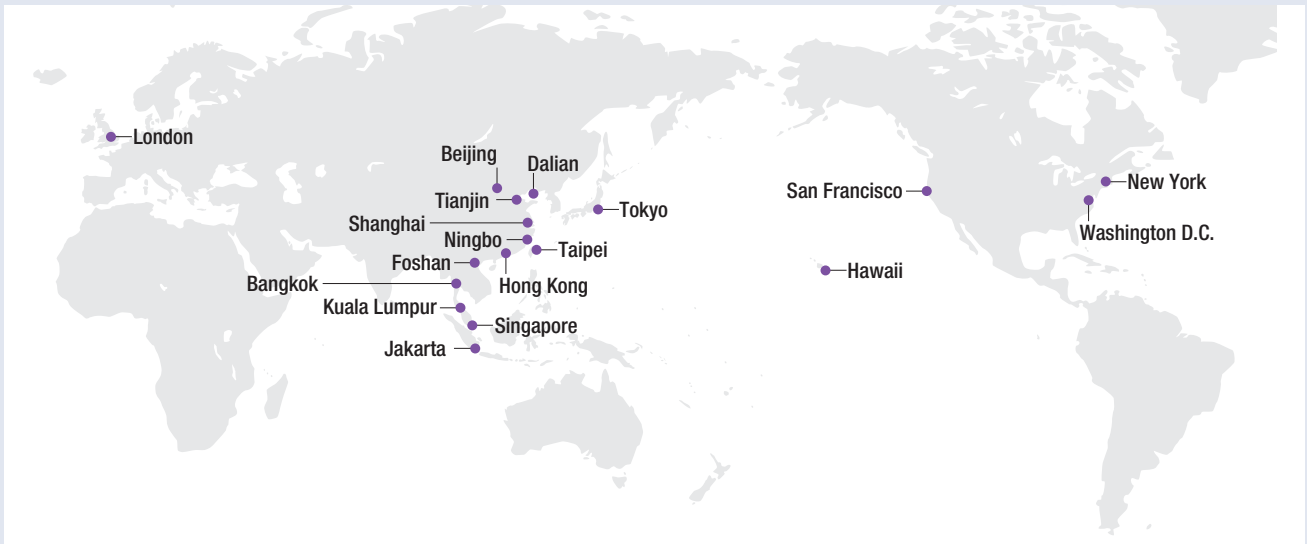 London
Beijing
Dalian
Tianjin
San Francisco
New York
Tokyo
Shanghai
Washington D.C.
Ningbo
Taipei
Foshan
Hawaii
Bangkok
Hong Kong
Kuala Lumpur
Singapore
Jakarta